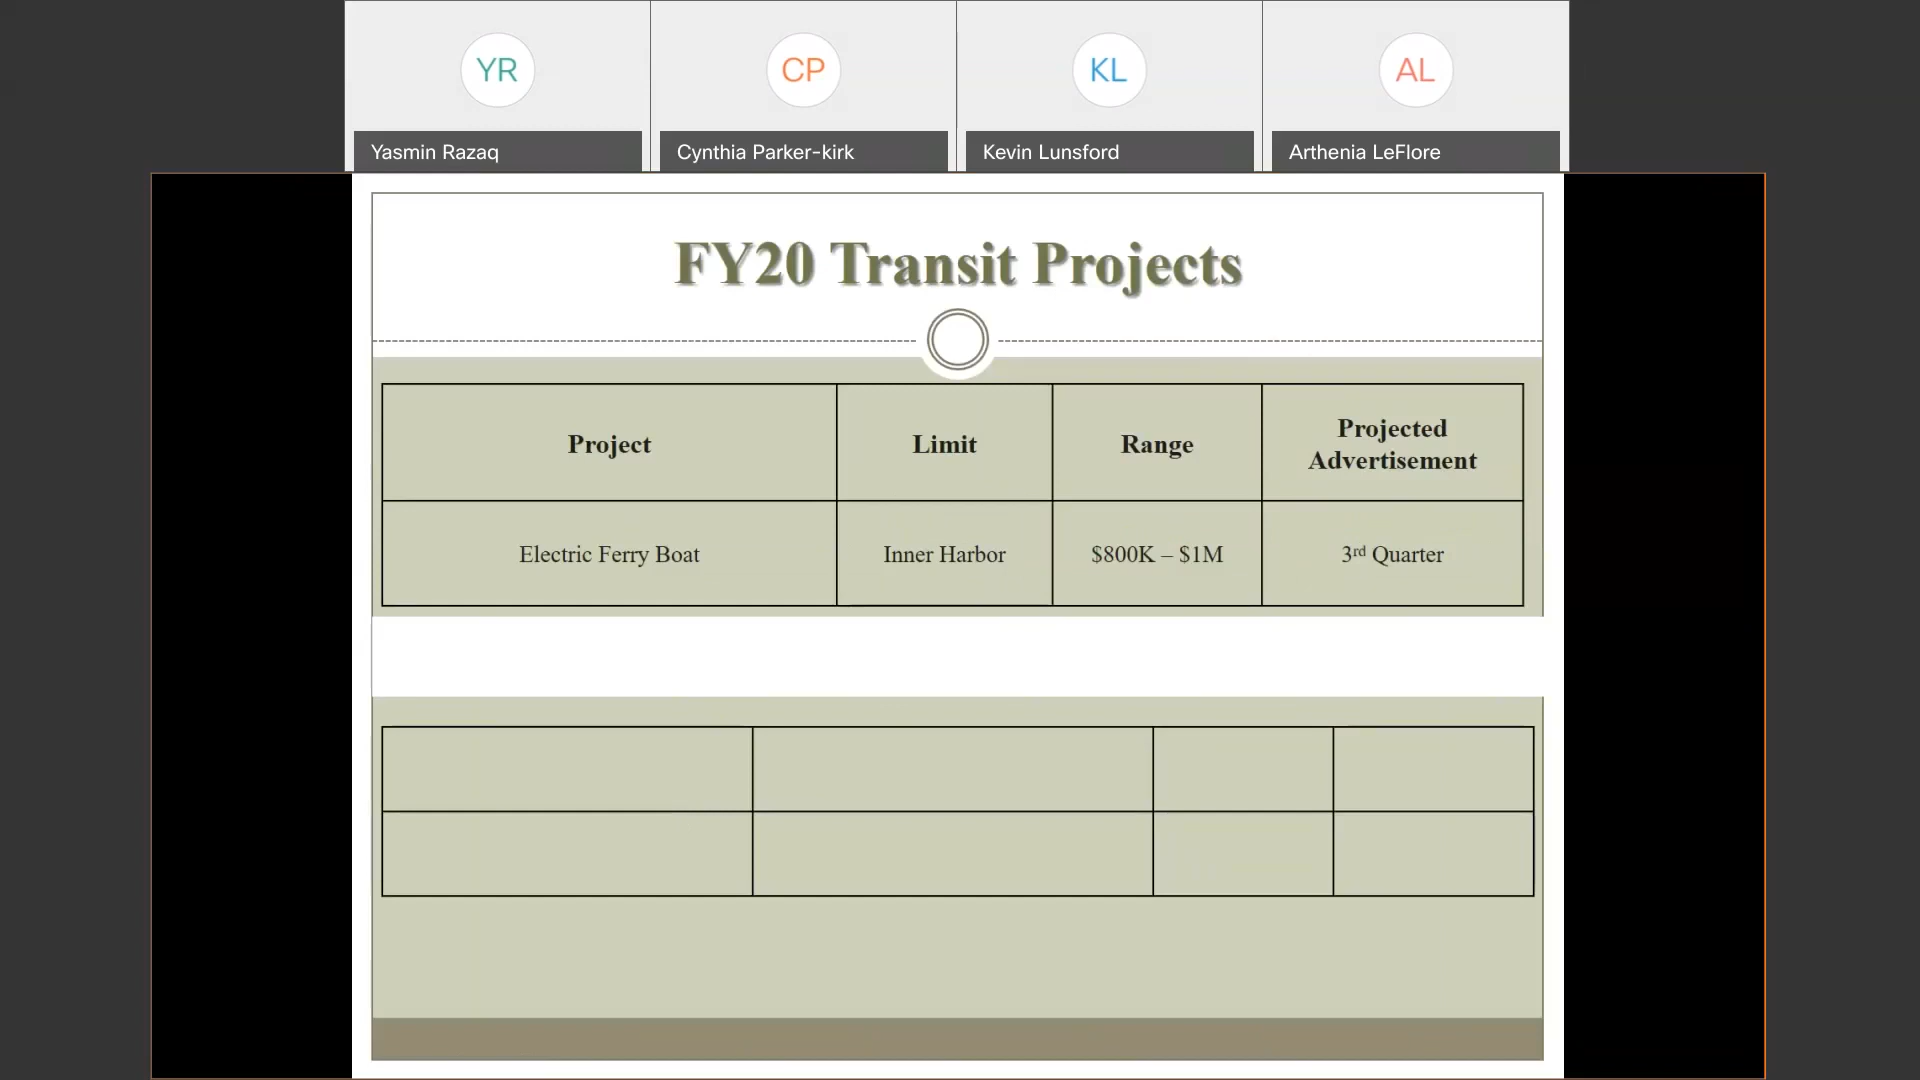 YR
CP
KL
AL
Yasmin Razaq
Cynthia Parker-kirk
Kevin Lunsford
Arthenia LeFlore
FY20 Transit Projects
Project
Limit
Range
Projected
Advertisement
Electric Ferry Boat
Inner Harbor
$800K – $1M
3rd Quarter